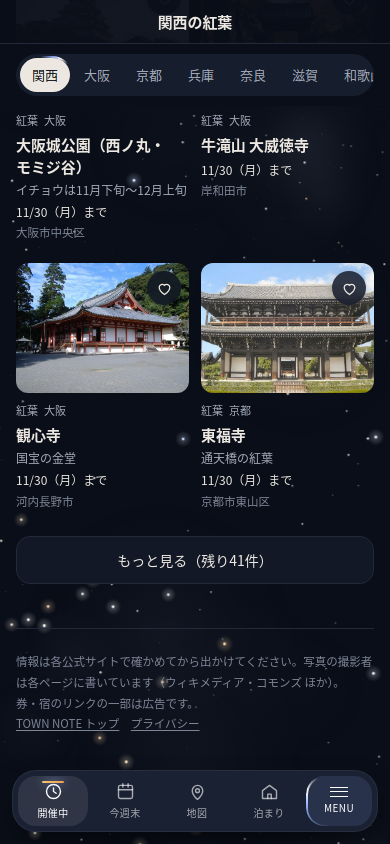 関西の紅葉
関西 大阪 京都 兵庫 奈良 滋賀
紅葉 大阪
大阪城公園（西ノ丸・
モミジ谷）
イチョウは11月下旬〜12月上旬
11/30（月）まで
大阪市中央区
紅葉 大阪
牛滝山 大威徳寺
11/30（月）まで
岸和田市
紅葉 大阪
観心寺
国宝の金堂
11/30（月）まで
河内長野市
紅葉 京都
東福寺
通天橋の紅葉
11/30（月）まで
京都市東山区
もっと見る（残り41件）
情報は各公式サイトで確かめてから出かけてください。写真の撮影者
は各ページに書いています（ウィキメディア・コモンズ ほか）。
券・宿のリンクの一部は広告です。
TOWN NOTE トップ プライバシー
開催中 今週末 地図 泊まり MENU